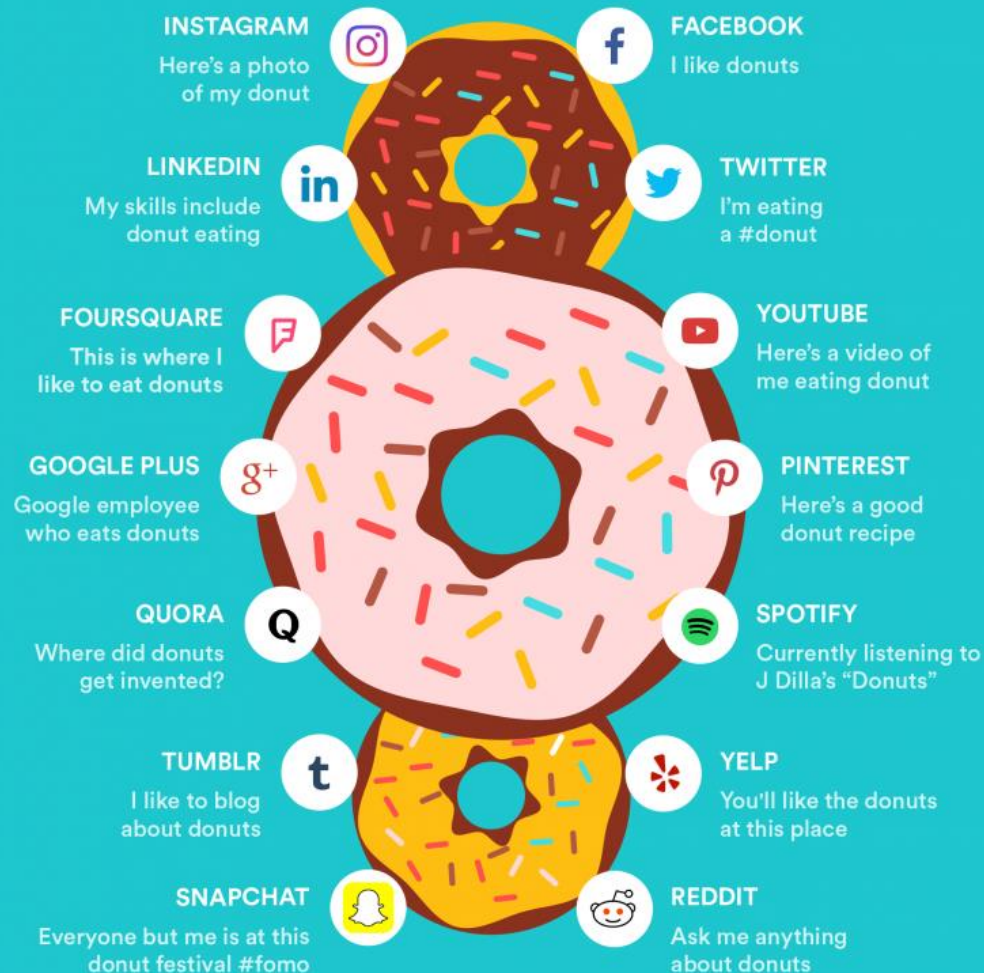 INSTAGRAM
Here's a photo
of my donut
FACEBOOK
I like donuts
LINKEDIN
My skills include
donut eating
TWITTER
I'm eating
a #donut
FOURSQUARE
This is where I
like to eat donuts
YOUTUBE
Here's a video of
me eating donut
GOOGLE PLUS
Google employee
who eats donuts
PINTEREST
Here's a good
donut recipe
QUORA
Where did donuts
get invented?
SPOTIFY
Currently listening to
J Dilla's “Donuts”
TUMBLR
I like to blog
about donuts
YELP
You'll like the donuts
at this place
SNAPCHAT
Everyone but me is at this
donut festival #fomo
REDDIT
Ask me anything
about donuts